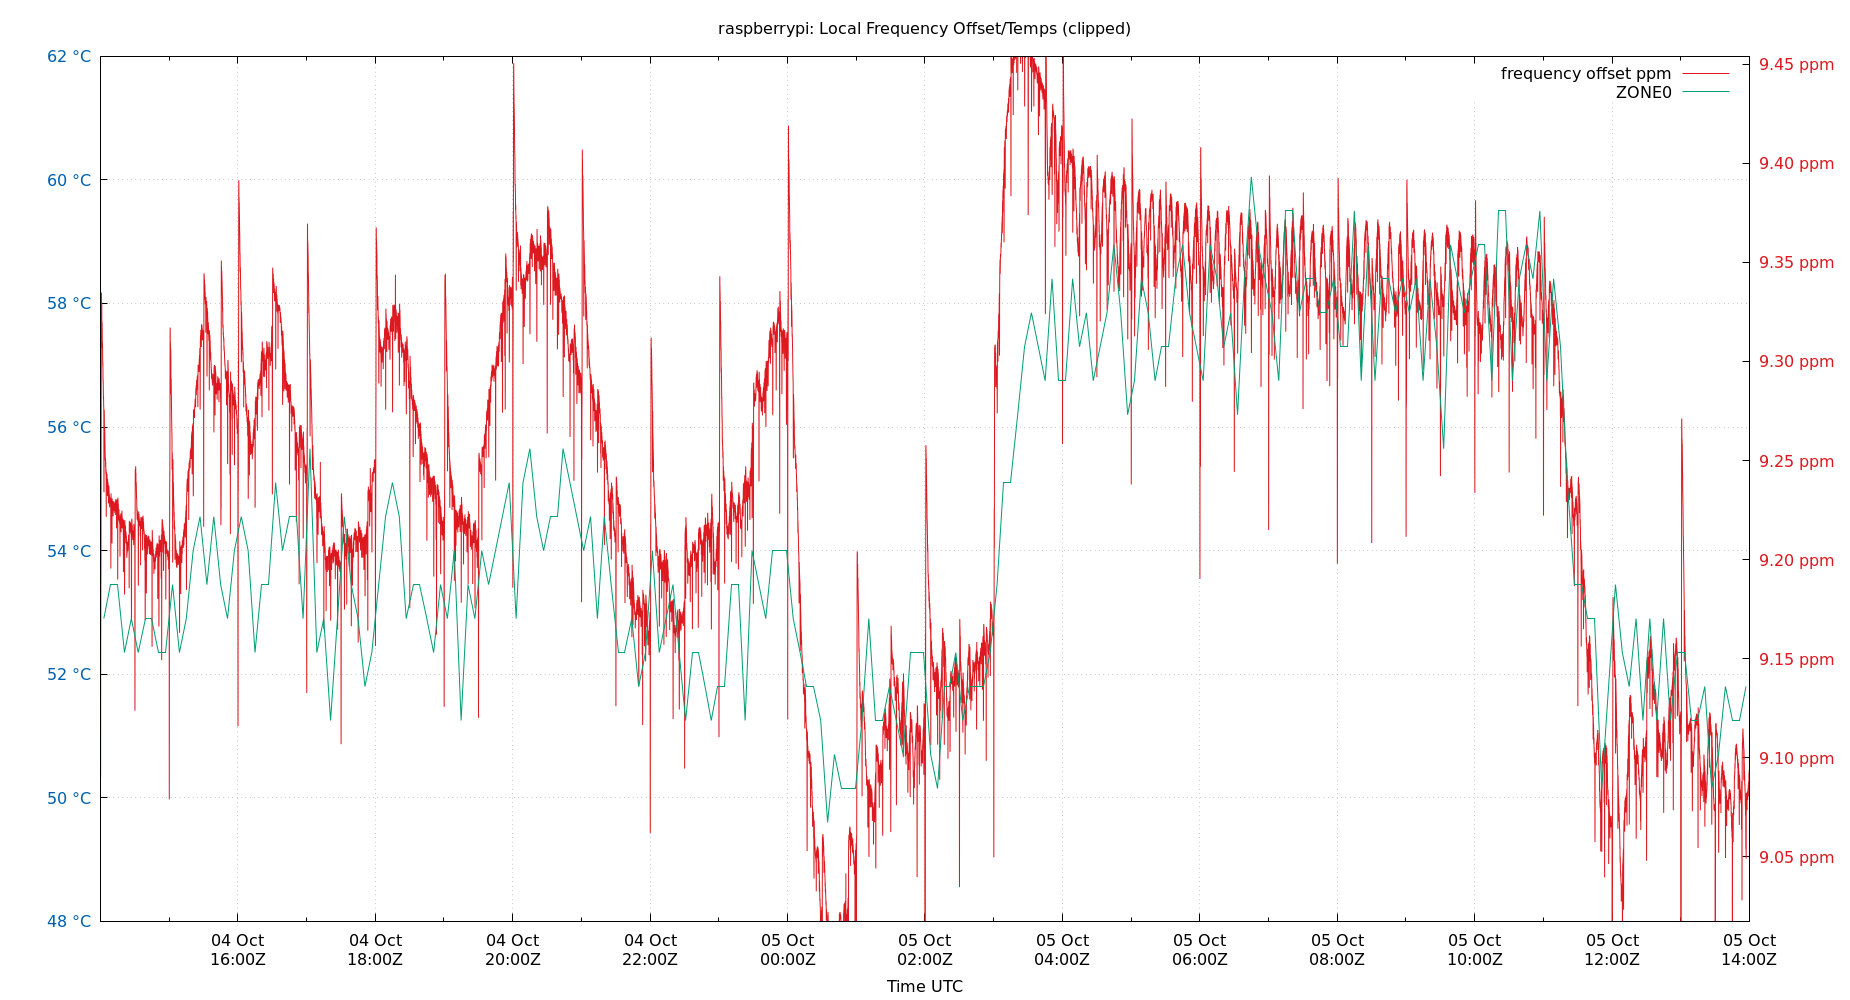 raspberrypi: Local Frequency Offset/Temps (clipped)
62 °C
60 °C
58 °C
56 °C
54 °C
52 °C
50 °C
48 °C
frequency offset ppm
ZONE0
9.45 ppm
9.40 ppm
9.35 ppm
9.30 ppm
9.25 ppm
9.20 ppm
9.15 ppm
9.10 ppm
9.05 ppm
04 Oct
16:00Z
04 Oct
18:00Z
04 Oct
20:00Z
04 Oct
22:00Z
05 Oct
00:00Z
05 Oct
02:00Z
05 Oct
04:00Z
05 Oct
06:00Z
05 Oct
08:00Z
05 Oct
10:00Z
05 Oct
12:00Z
05 Oct
14:00Z
Time UTC